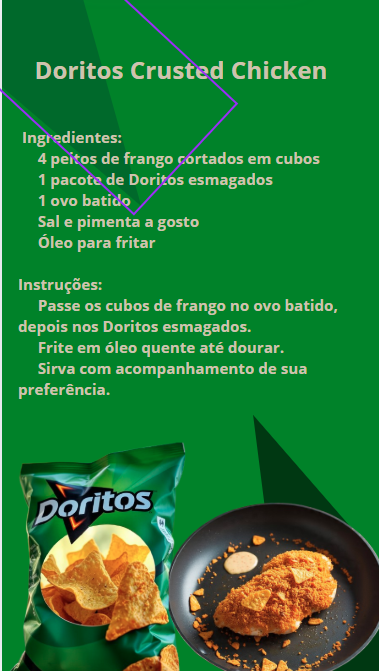 Doritos Crusted Chicken
Ingredientes:
4 peitos de frango cortados em cubos
1 pacote de Doritos esmagados
1 ovo batido
Sal e pimenta a gosto
Óleo para fritar
Instruções:
Passe os cubos de frango no ovo batido,
depois nos Doritos esmagados.
Frite em óleo quente até dourar.
Sirva com acompanhamento de sua
preferência.
Doritos